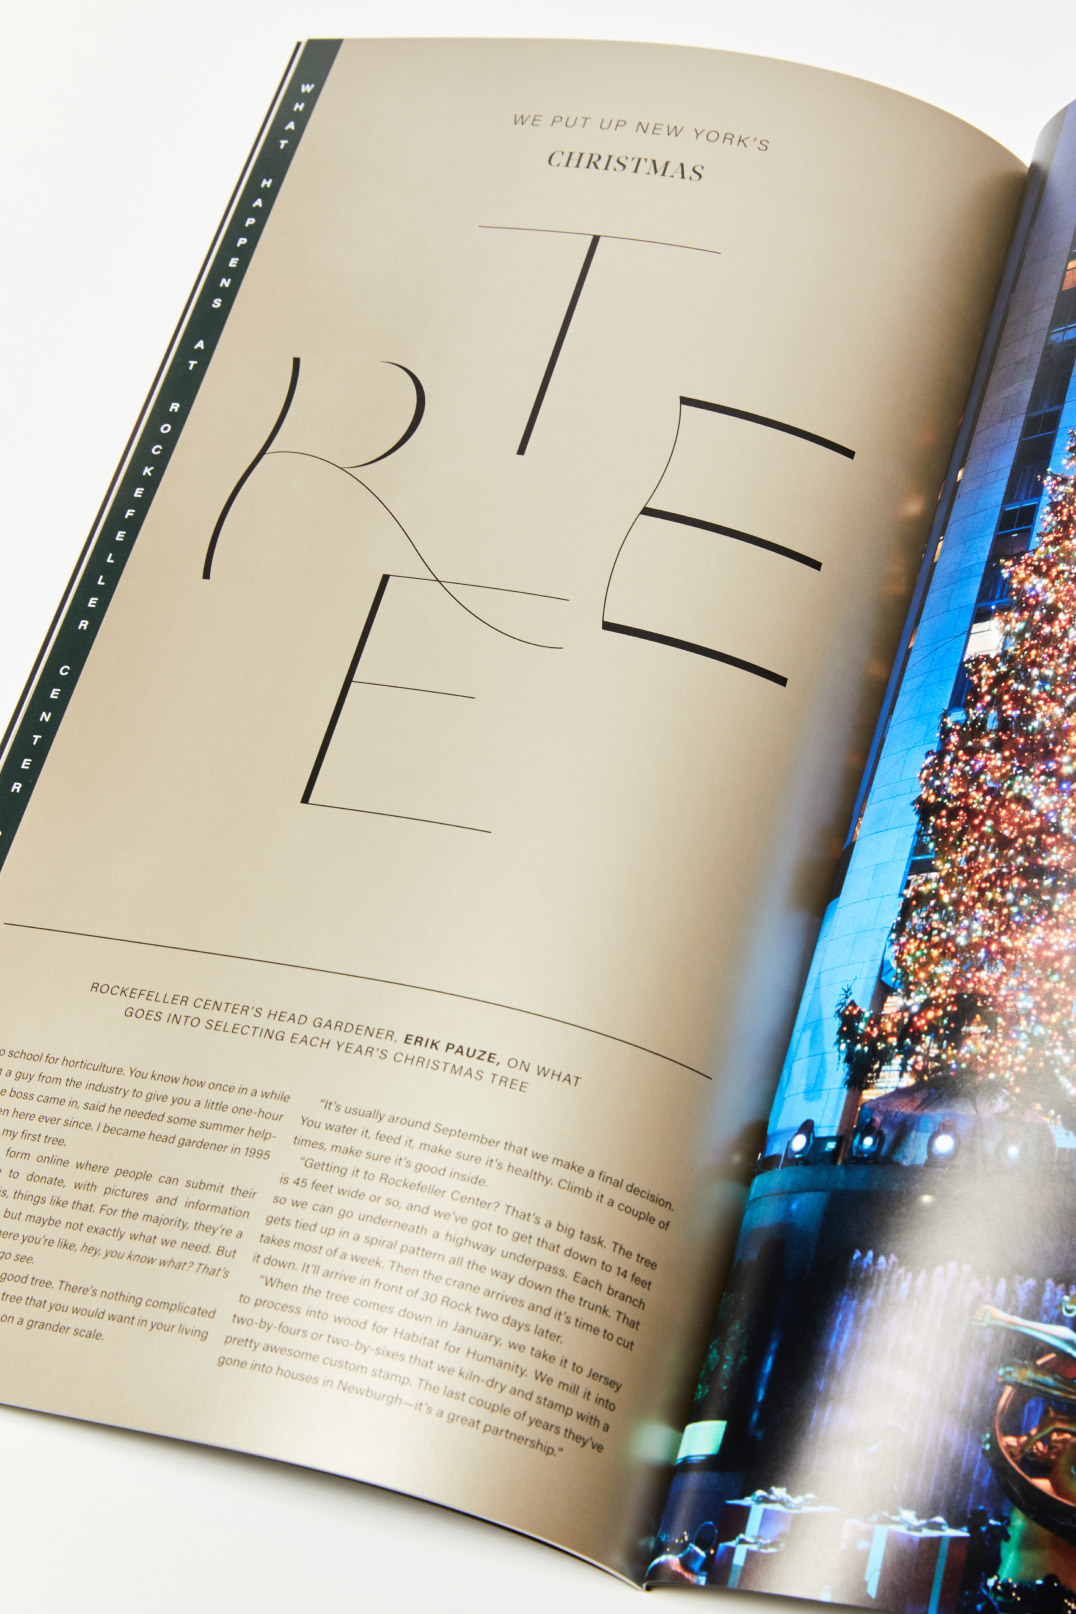 WHAT HAPPENS AT ROCKEFELLER CENTER
WE PUT UP NEW YORK'S
CHRISTMAS
T
R E
E
ROCKEFELLER CENTER'S HEAD GARDENER, ERIK PAUZE, ON WHAT
GOES INTO SELECTING EACH YEAR'S CHRISTMAS TREE
school for horticulture. You know how once in a while
a guy from the industry to give you a little one-hour
boss came in, said he needed some summer help-
here ever since. I became head gardener in 1995
my first tree.
form online where people can submit their
to donate, with pictures and information
things like that. For the majority, they're a
but maybe not exactly what we need. But
you're like, hey, you know what? That's
go see.
good tree. There's nothing complicated
tree that you would want in your living
on a grander scale.
"It's usually around September that we make a final decision.
You water it, feed it, make sure it's healthy. Climb it a couple of
times, make sure it's good inside.
"Getting it to Rockefeller Center? That's a big task. The tree
is 45 feet wide or so, and we've got to get that down to 14 feet
so we can go underneath a highway underpass. Each branch
gets tied up in a spiral pattern all the way down the trunk. That
takes most of a week. Then the crane arrives and it's time to cut
it down. It'll arrive in front of 30 Rock two days later.
"When the tree comes down in January, we take it to Jersey
to process into wood for Habitat for Humanity. We mill it into
two-by-fours or two-by-sixes that we kiln-dry and stamp with a
pretty awesome custom stamp. The last couple of years they've
gone into houses in Newburgh—it's a great partnership."